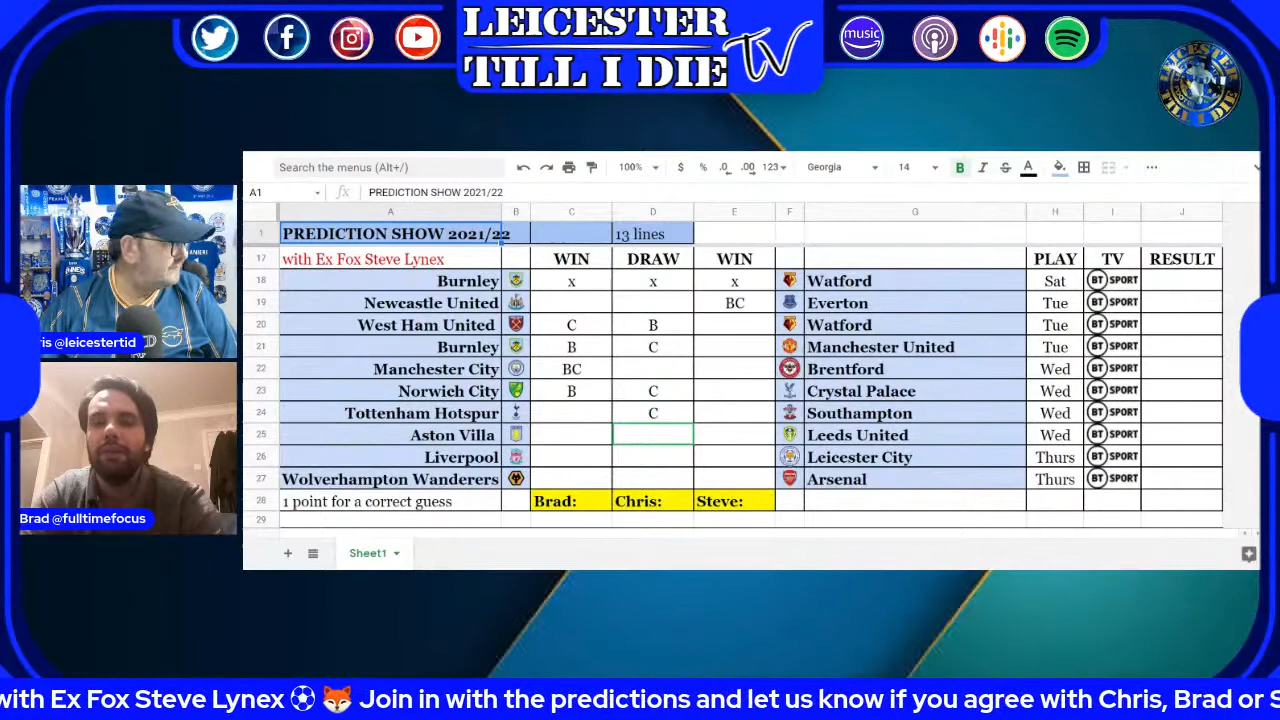 LEICESTER
TILL I DIE TV
music
LEICESTER
TILL I DIE
Search the menus (Alt+/) 100% $ % .0 .00 123 Georgia 14 B I S A
A1 fx PREDICTION SHOW 2021/22
A B C D E F G H I J
1 PREDICTION SHOW 2021/22 13 lines
17 with Ex Fox Steve Lynex WIN DRAW WIN PLAY TV RESULT
18 Burnley x x x Watford Sat BT SPORT
19 Newcastle United BC Everton Tue BT SPORT
20 West Ham United C B Watford Tue BT SPORT
21 Burnley B C Manchester United Tue BT SPORT
22 Manchester City BC Brentford Wed BT SPORT
23 Norwich City B C Crystal Palace Wed BT SPORT
24 Tottenham Hotspur C Southampton Wed BT SPORT
25 Aston Villa Leeds United Wed BT SPORT
26 Liverpool Leicester City Thurs BT SPORT
27 Wolverhampton Wanderers Arsenal Thurs BT SPORT
28 1 point for a correct guess Brad: Chris: Steve:
29
+ Sheet1
ris @leicestertid
Brad @fulltimefocus
with Ex Fox Steve Lynex ⚽ 🦊 Join in with the predictions and let us know if you agree with Chris, Brad or S